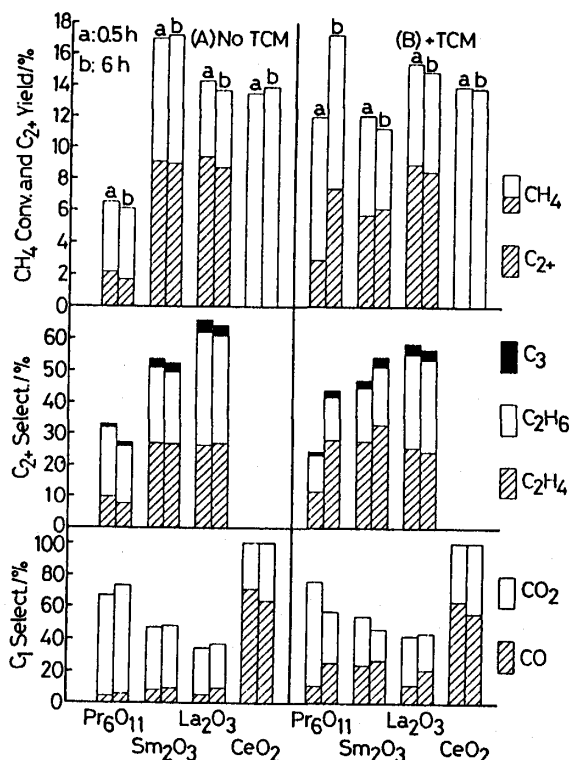 a:0.5h
b: 6 h
(A) No TCM
(B) +TCM
CH4 Conv. and C2+ Yield/%
18
16
14
12
10
8
6
4
2
0
a b
a b
a b
a b
a b
a b
a b
a b
CH4
C2+
C2+ Select./%
60
50
40
30
20
10
0
C3
C2H6
C2H4
C1 Select/%
100
80
60
40
20
0
CO2
CO
Pr6O11 La2O3 Pr6O11 La2O3
Sm2O3 CeO2 Sm2O3 CeO2